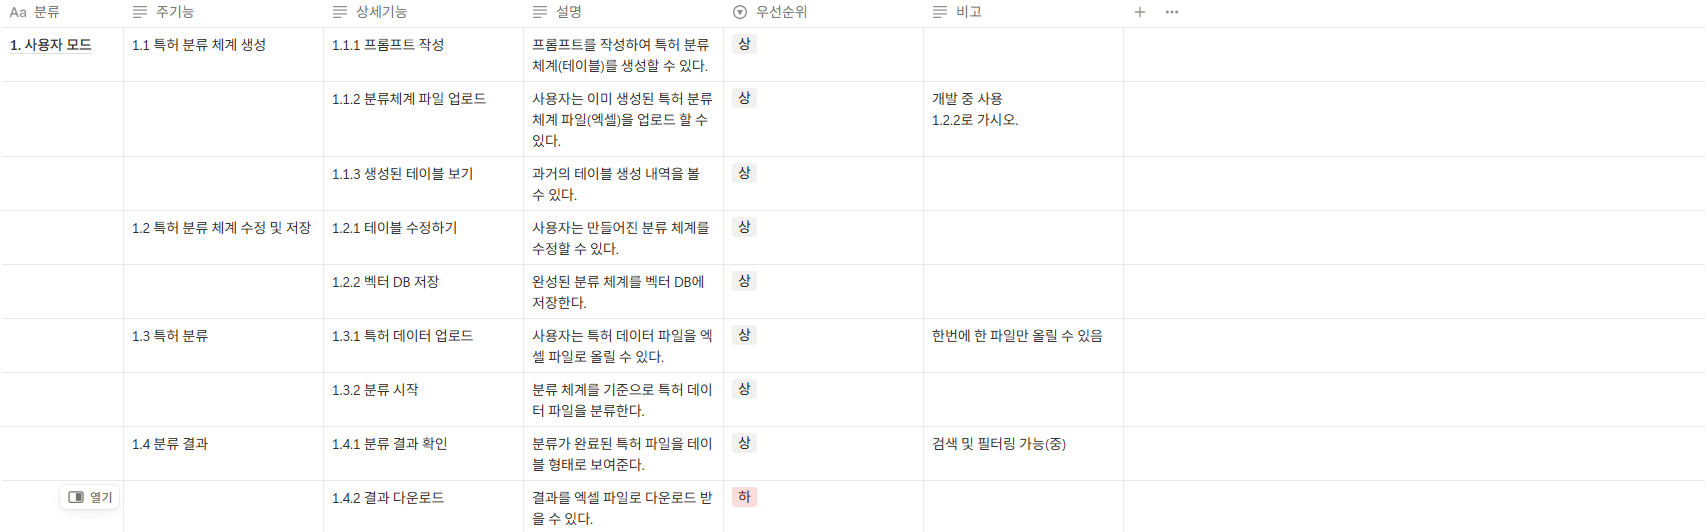 Aa 분류
주기능
상세기능
설명
우선순위
비고
1. 사용자 모드
1.1 특허 분류 체계 생성
1.1.1 프롬프트 작성
프롬프트를 작성하여 특허 분류
체계(테이블)를 생성할 수 있다.
상
1.1.2 분류체계 파일 업로드
사용자는 이미 생성된 특허 분류
체계 파일(엑셀)을 업로드 할 수
있다.
상
개발 중 사용
1.2.2로 가시오.
1.1.3 생성된 테이블 보기
과거의 테이블 생성 내역을 볼
수 있다.
상
1.2 특허 분류 체계 수정 및 저장
1.2.1 테이블 수정하기
사용자는 만들어진 분류 체계를
수정할 수 있다.
상
1.2.2 벡터 DB 저장
완성된 분류 체계를 벡터 DB에
저장한다.
상
1.3 특허 분류
1.3.1 특허 데이터 업로드
사용자는 특허 데이터 파일을 엑
셀 파일로 올릴 수 있다.
상
한번에 한 파일만 올릴 수 있음
1.3.2 분류 시작
분류 체계를 기준으로 특허 데이
터 파일을 분류한다.
상
1.4 분류 결과
1.4.1 분류 결과 확인
분류가 완료된 특허 파일을 테이
블 형태로 보여준다.
상
검색 및 필터링 가능(중)
열기
1.4.2 결과 다운로드
결과를 엑셀 파일로 다운로드 받
을 수 있다.
하